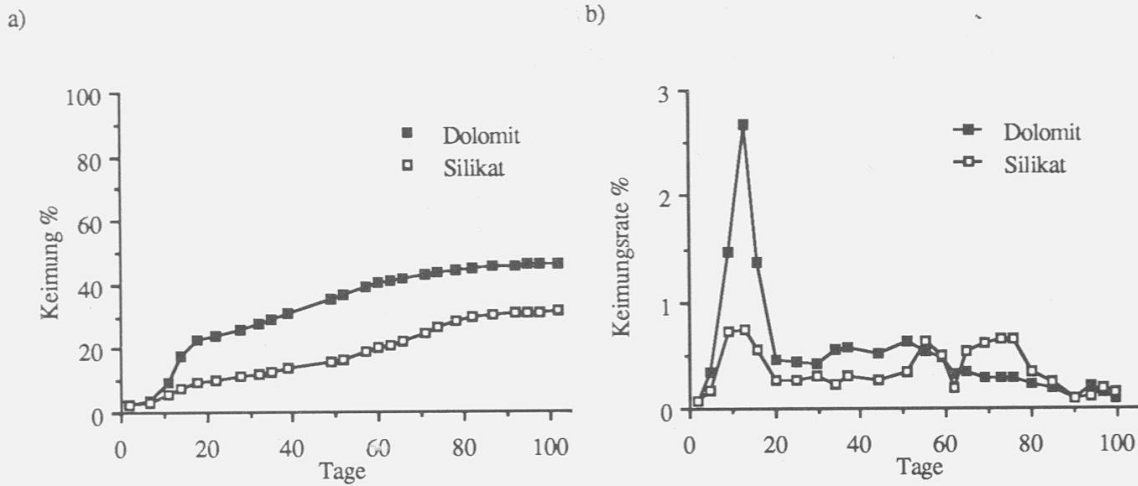 a)
Keimung %
100
80
60
40
20
0
Dolomit
Silikat
0 20 40 60 80 100
Tage
b)
Keimungsrate %
3
2
1
0
Dolomit
Silikat
0 20 40 60 80 100
Tage